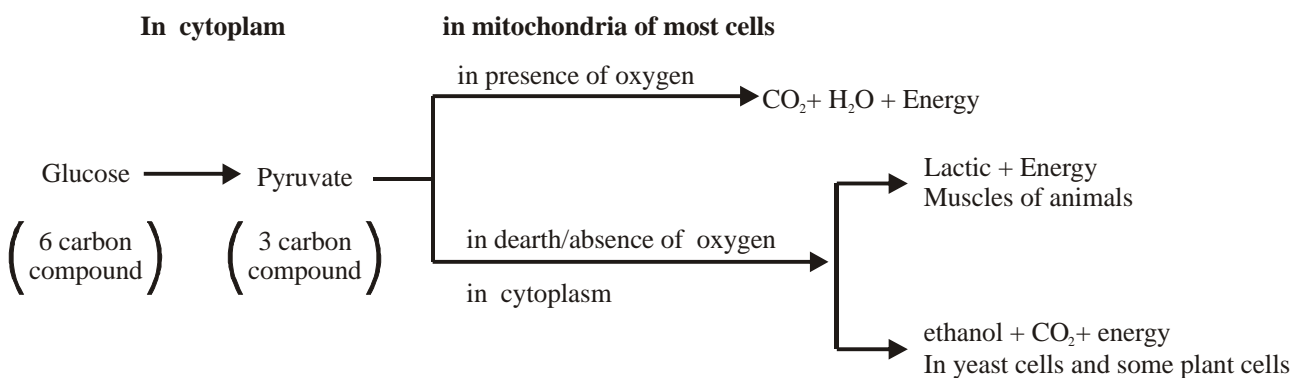 In cytoplam
in mitochondria of most cells
in presence of oxygen
CO₂+ H₂O + Energy
Glucose
Pyruvate
Lactic + Energy
Muscles of animals
6 carbon
compound
3 carbon
compound
in dearth/absence of oxygen
in cytoplasm
ethanol + CO₂+ energy
In yeast cells and some plant cells